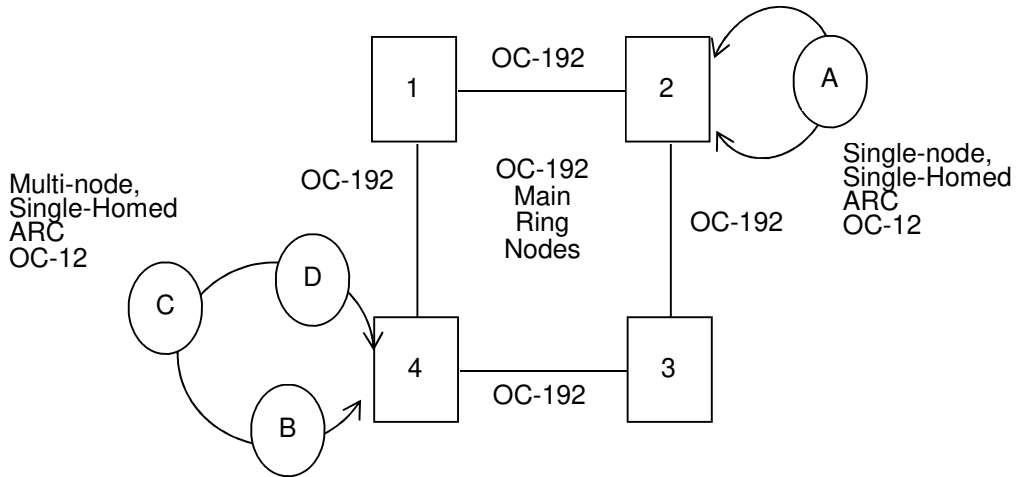 OC-192
1
2
A
OC-192
OC-192
Main
Ring
Nodes
Single-node,
Single-Homed
ARC
OC-12
Multi-node,
Single-Homed
ARC
OC-12
OC-192
C
D
4
3
OC-192
B